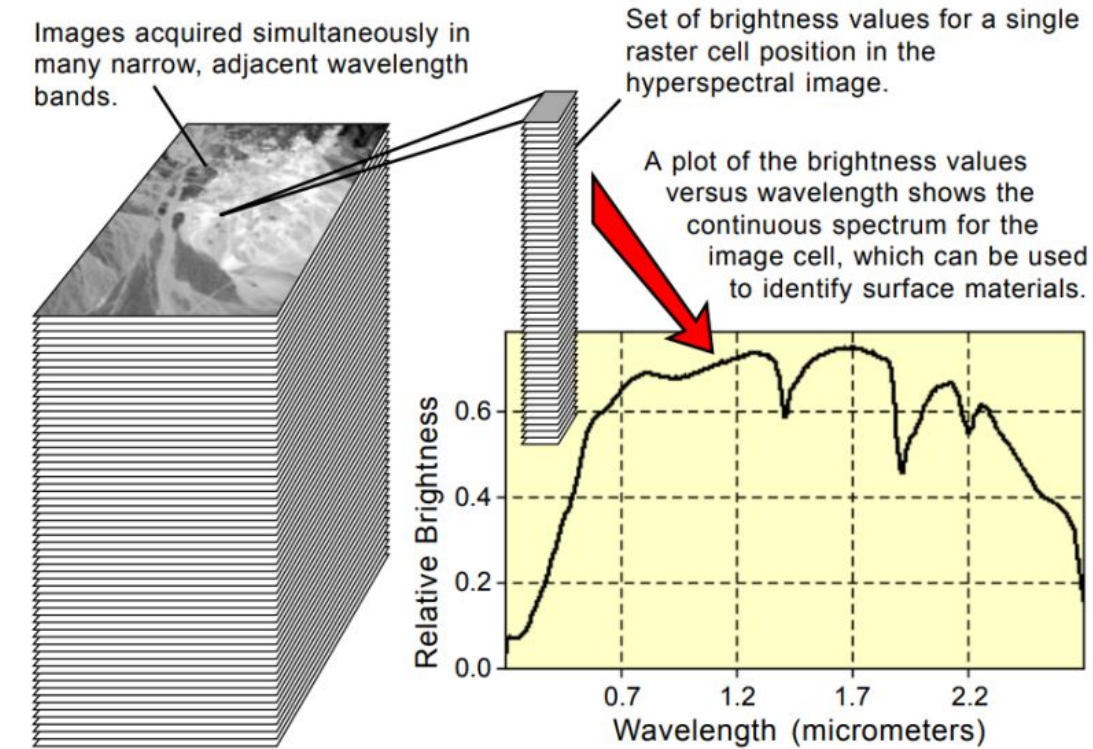 Images acquired simultaneously in
many narrow, adjacent wavelength
bands.
Set of brightness values for a single
raster cell position in the
hyperspectral image.
A plot of the brightness values
versus wavelength shows the
continuous spectrum for the
image cell, which can be used
to identify surface materials.
Relative Brightness
0.6
0.4
0.2
0.0
0.7 1.2 1.7 2.2
Wavelength (micrometers)